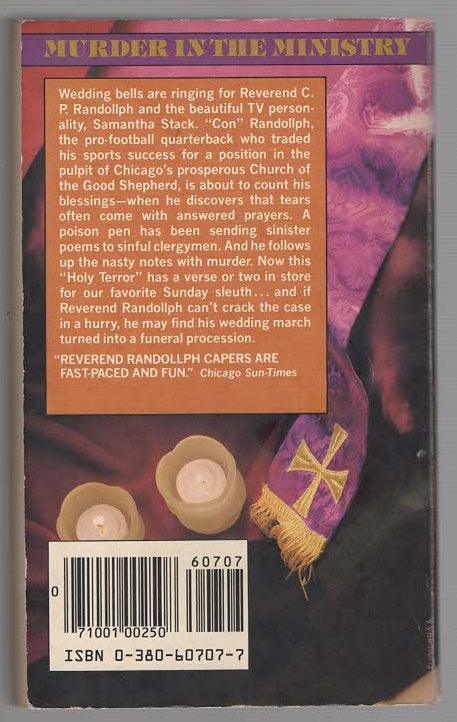 MURDER IN THE MINISTRY
Wedding bells are ringing for Reverend C.
P. Randollph and the beautiful TV person-
ality, Samantha Stack. "Con" Randollph,
the pro-football quarterback who traded
his sports success for a position in the
pulpit of Chicago's prosperous Church of
the Good Shepherd, is about to count his
blessings—when he discovers that tears
often come with answered prayers. A
poison pen has been sending sinister
poems to sinful clergymen. And he follows
up the nasty notes with murder. Now this
"Holy Terror" has a verse or two in store
for our favorite Sunday sleuth... and if
Reverend Randollph can't crack the case
in a hurry, he may find his wedding march
turned into a funeral procession.
"REVEREND RANDOLLPH CAPERS ARE
FAST-PACED AND FUN." Chicago Sun-Times
60707
0
71001 00250
ISBN 0-380-60707-7